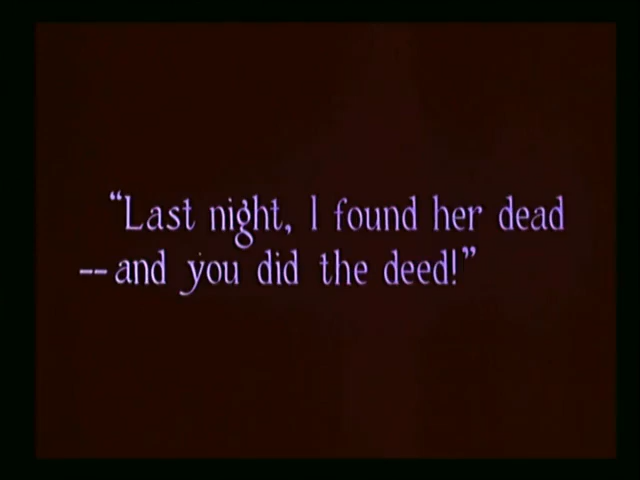 “Last night, I found her dead
--and you did the deed!”